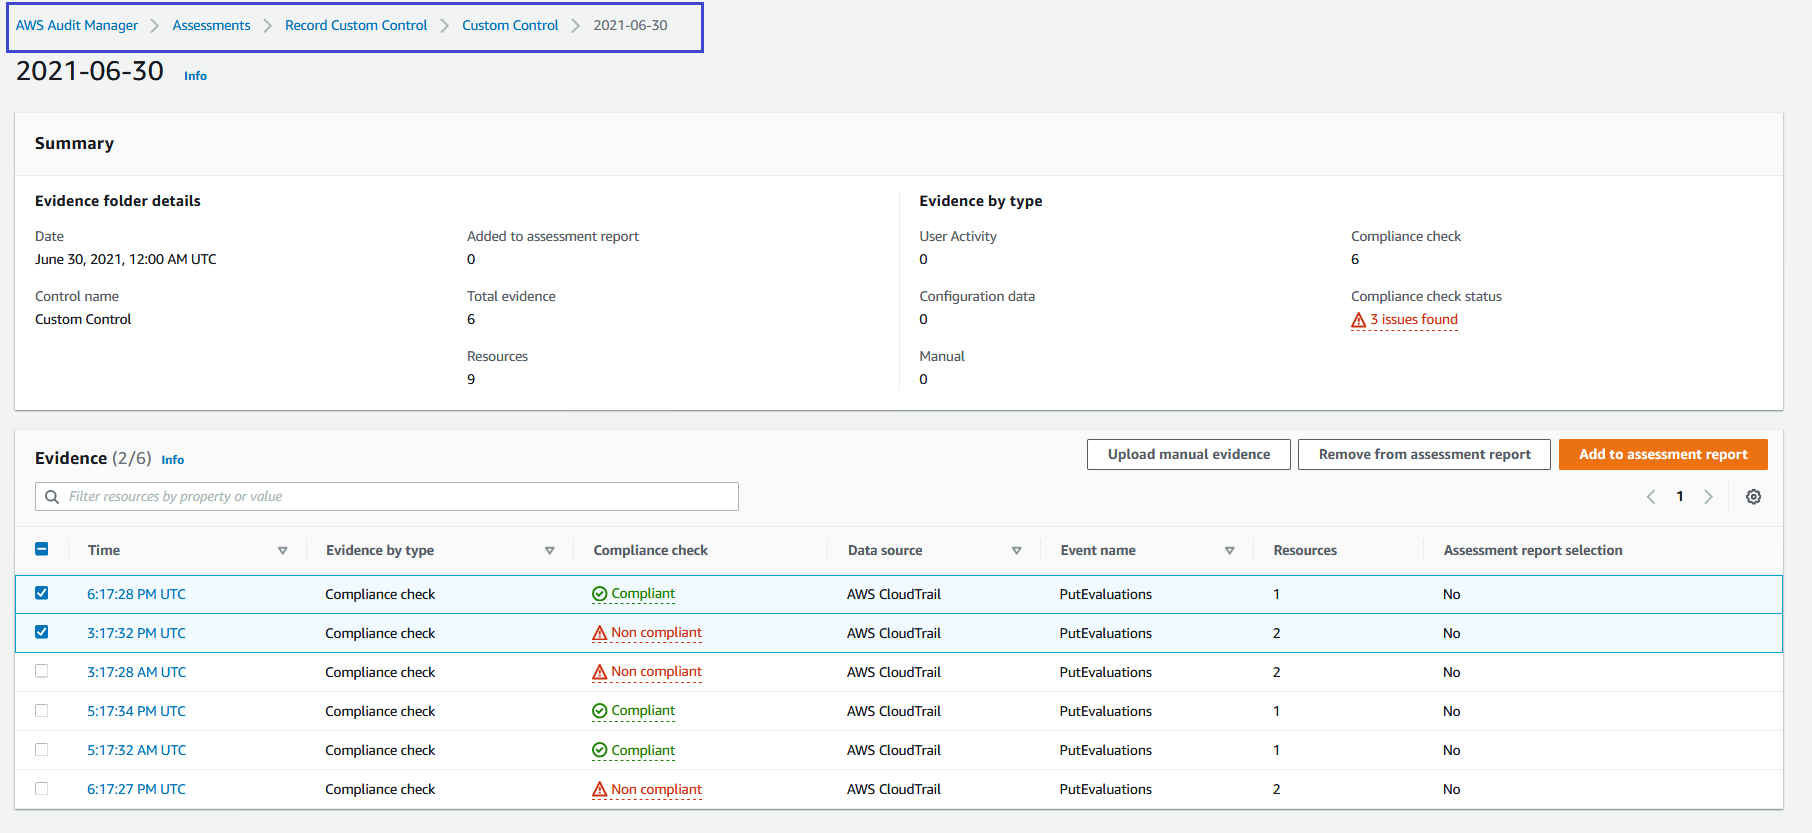 AWS Audit Manager > Assessments > Record Custom Control > Custom Control > 2021-06-30
2021-06-30 Info
Summary
Evidence folder details
Date
June 30, 2021, 12:00 AM UTC
Control name
Custom Control
Added to assessment report
0
Total evidence
6
Resources
9
Evidence by type
User Activity
0
Configuration data
0
Manual
0
Compliance check
6
Compliance check status
3 issues found
Evidence (2/6) Info
Upload manual evidence Remove from assessment report Add to assessment report
Filter resources by property or value
1
Time Evidence by type Compliance check Data source Event name Resources Assessment report selection
6:17:28 PM UTC Compliance check Compliant AWS CloudTrail PutEvaluations 1 No
3:17:32 PM UTC Compliance check Non compliant AWS CloudTrail PutEvaluations 2 No
3:17:28 AM UTC Compliance check Non compliant AWS CloudTrail PutEvaluations 2 No
5:17:34 PM UTC Compliance check Compliant AWS CloudTrail PutEvaluations 1 No
5:17:32 AM UTC Compliance check Compliant AWS CloudTrail PutEvaluations 1 No
6:17:27 PM UTC Compliance check Non compliant AWS CloudTrail PutEvaluations 2 No